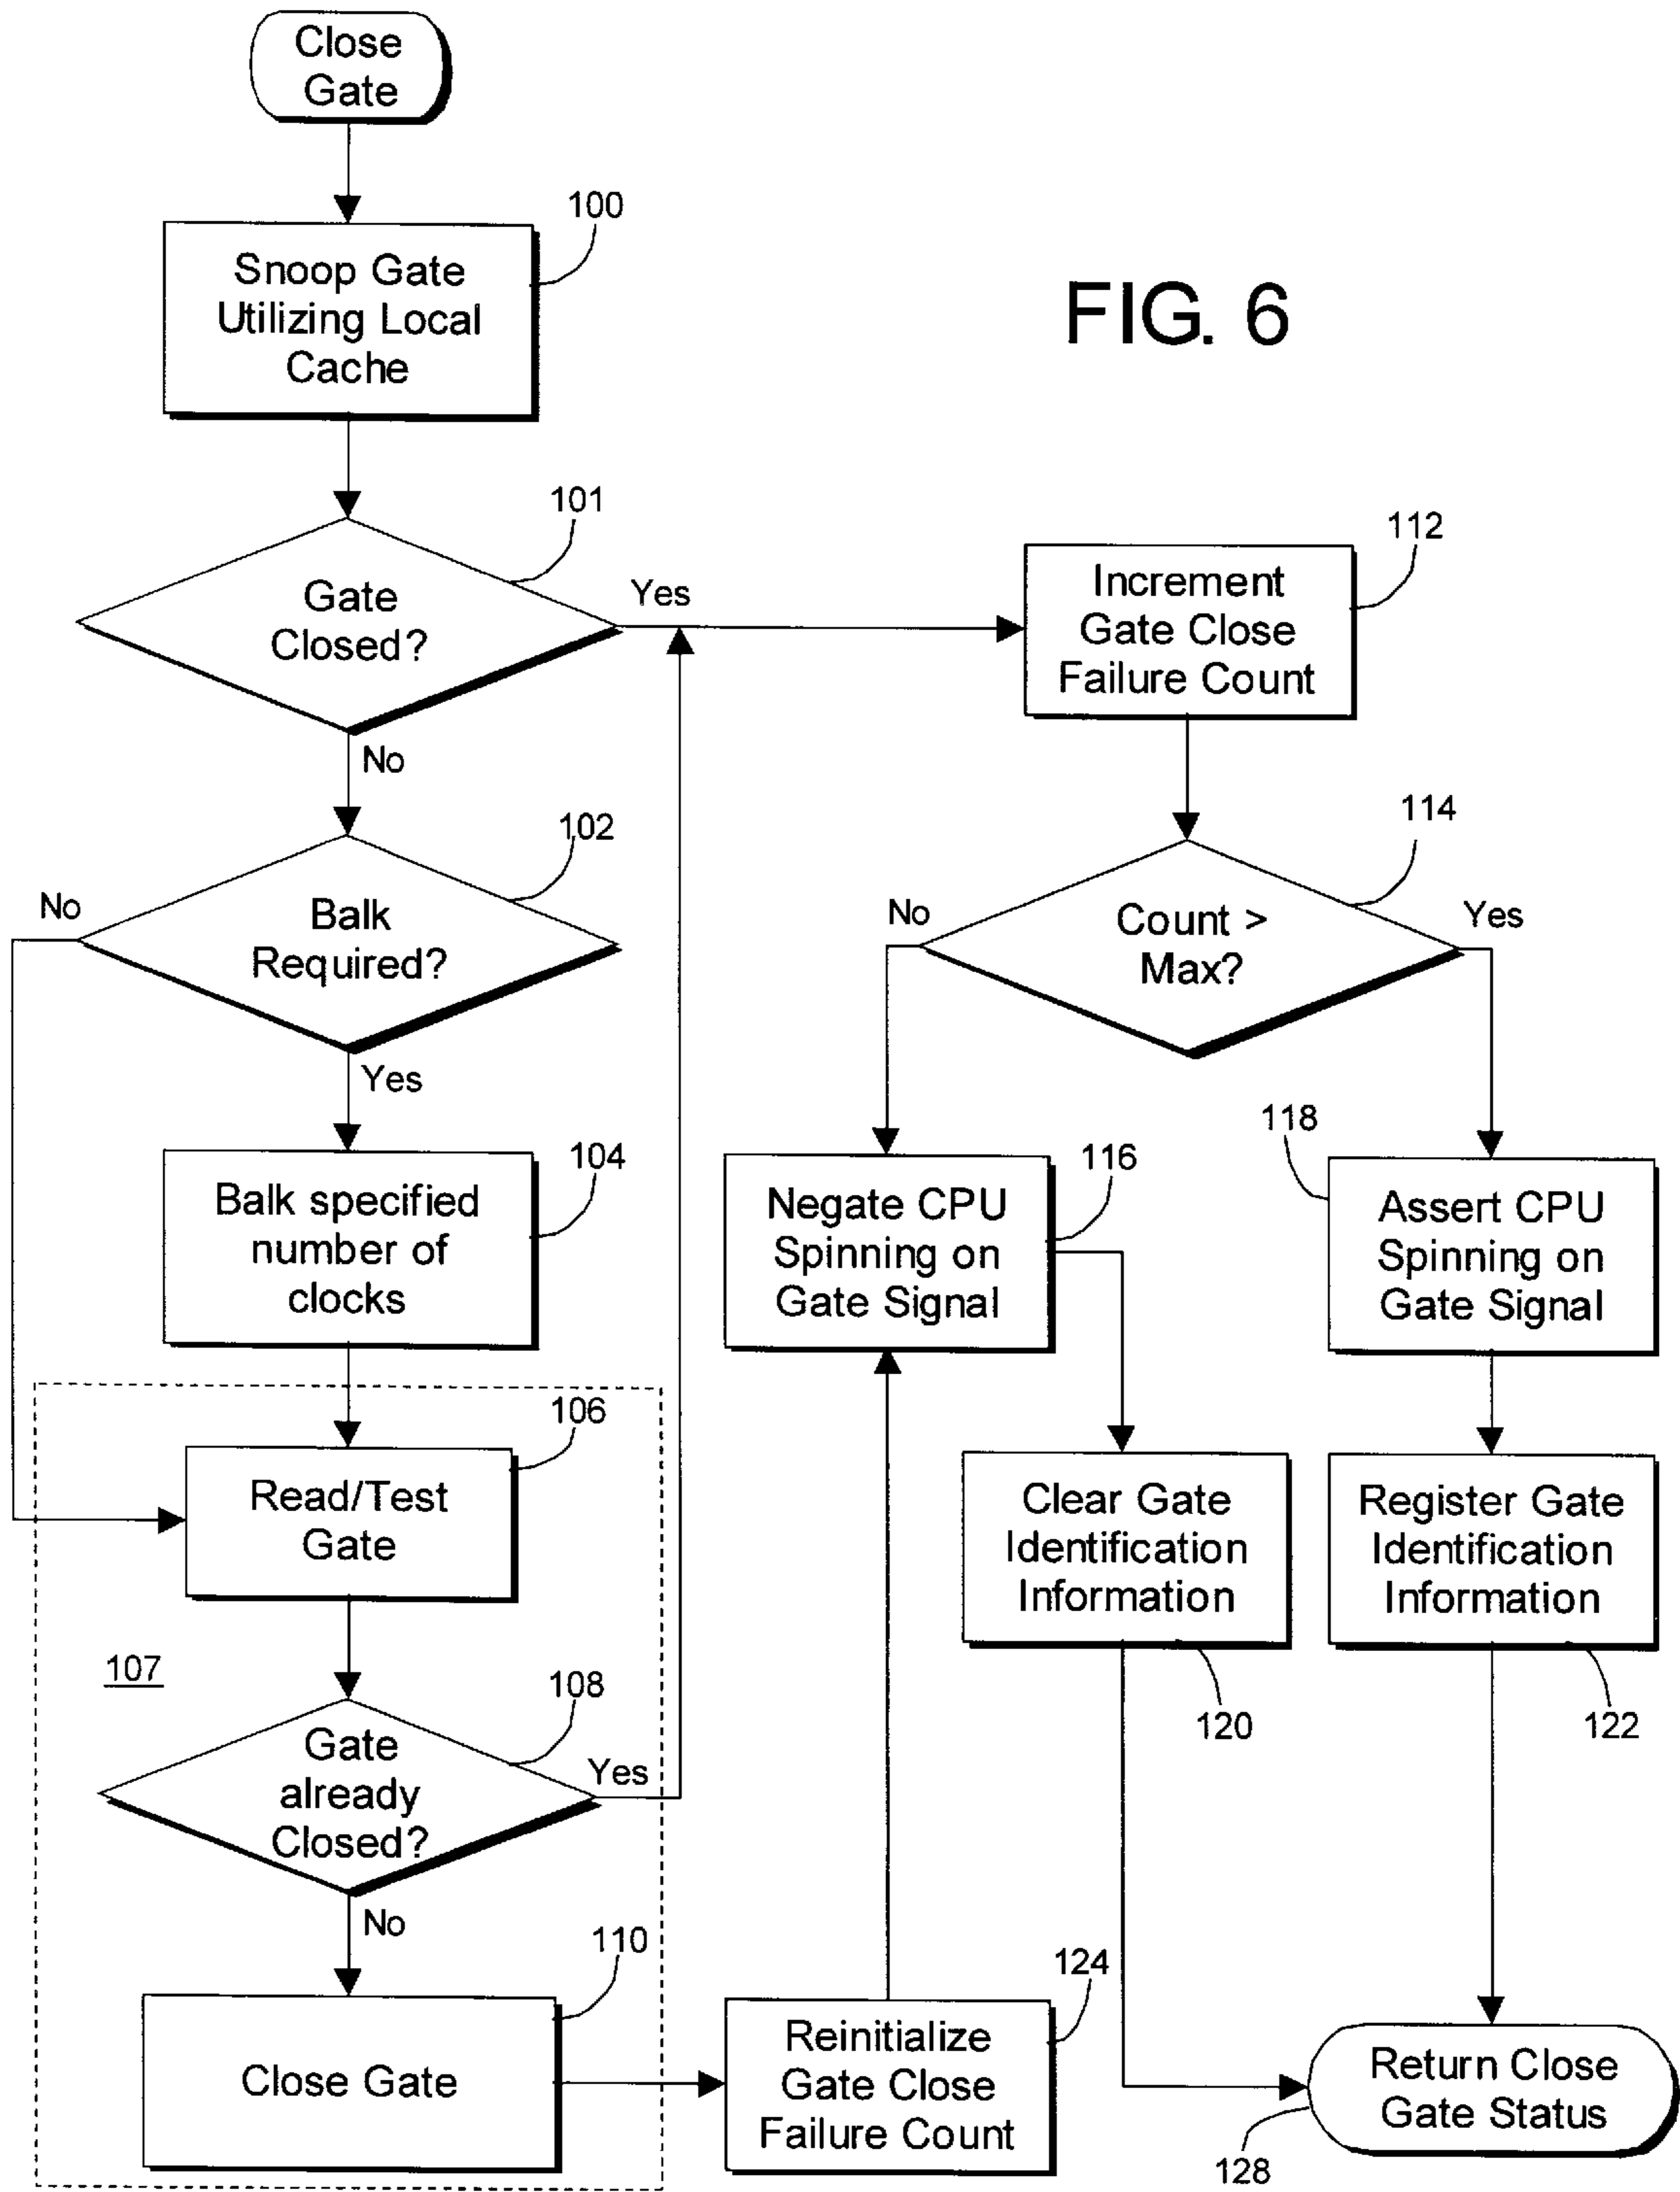 Close
Gate
100
Snoop Gate
Utilizing Local
Cache
FIG. 6
101
Gate
Closed?
Yes
No
112
Increment
Gate Close
Failure Count
102
Balk
Required?
No
Yes
114
Count >
Max?
No
Yes
104
Balk specified
number of
clocks
116
Negate CPU
Spinning on
Gate Signal
118
Assert CPU
Spinning on
Gate Signal
106
Read/Test
Gate
107
108
Gate
already
Closed?
Yes
No
Clear Gate
Identification
Information
120
Register Gate
Identification
Information
122
110
Close Gate
124
Reinitialize
Gate Close
Failure Count
Return Close
Gate Status
128